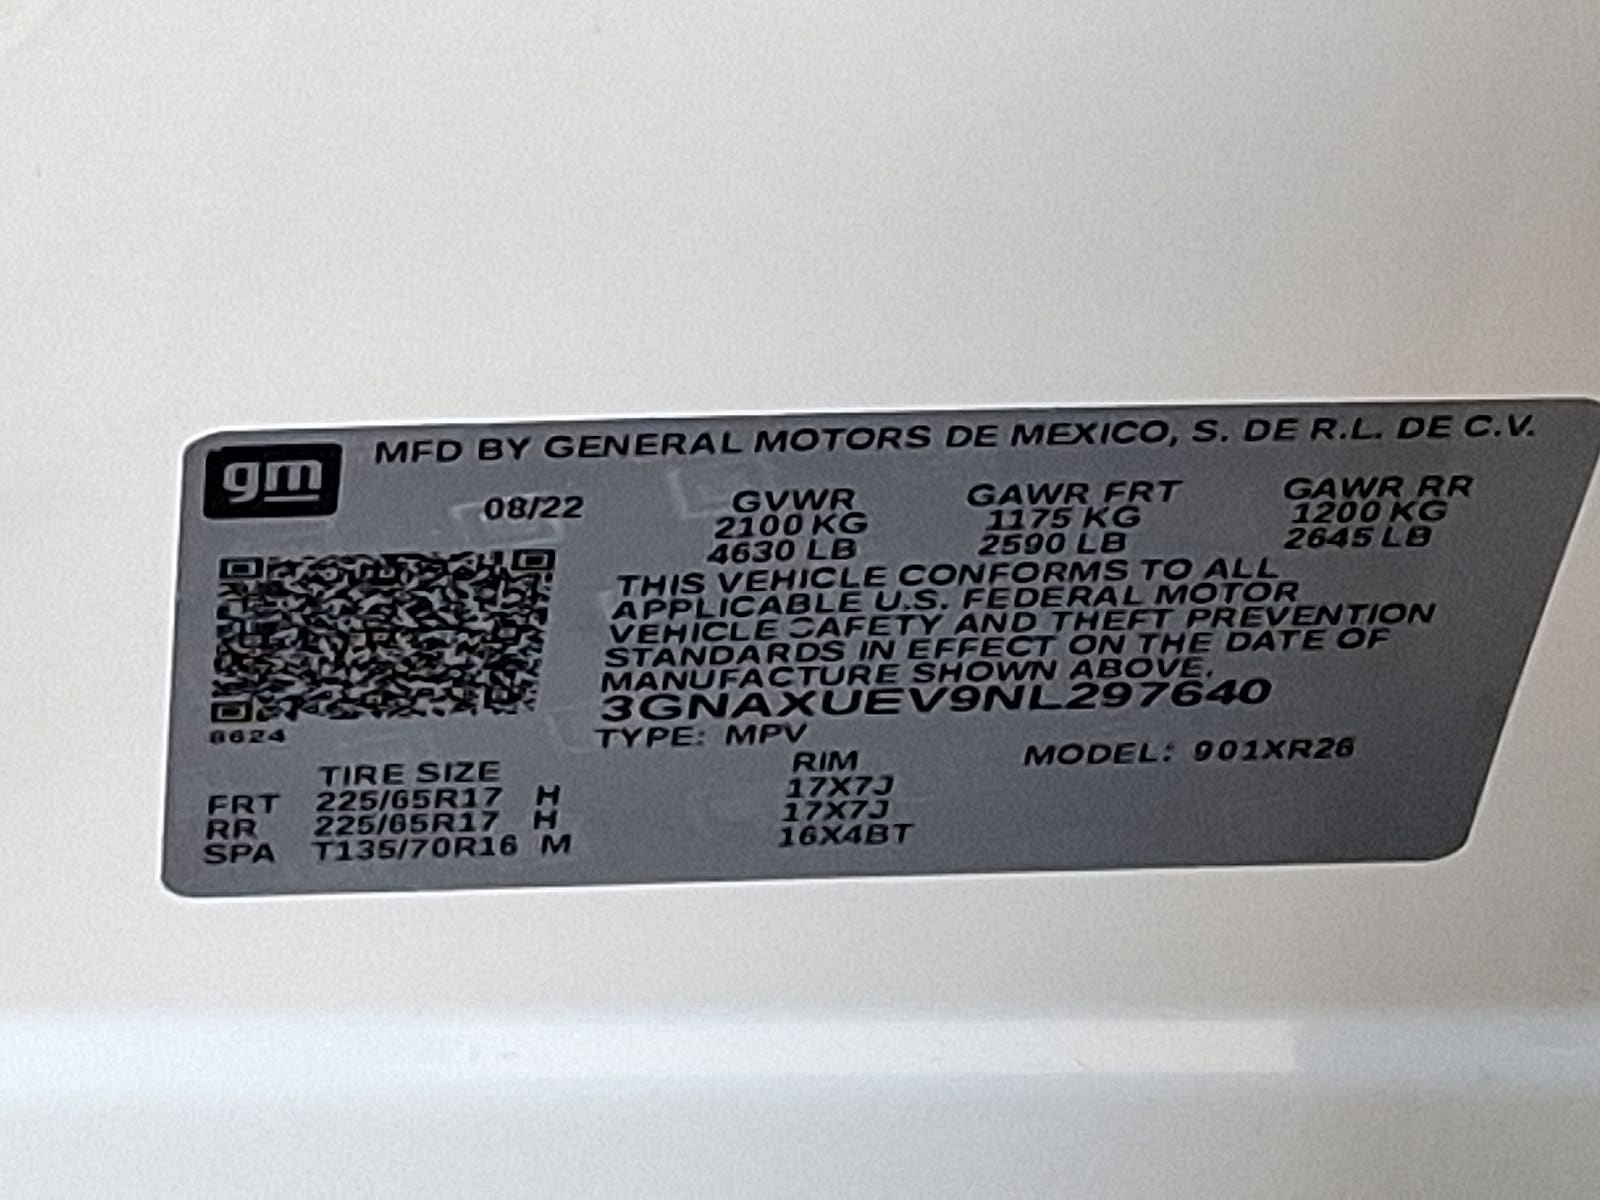 gm
MFD BY GENERAL MOTORS DE MEXICO, S. DE R.L. DE C.V.
08/22 GVWR GAWR FRT GAWR RR
2100 KG 1175 KG 1200 KG
4630 LB 2590 LB 2645 LB
THIS VEHICLE CONFORMS TO ALL
APPLICABLE U.S. FEDERAL MOTOR
VEHICLE SAFETY AND THEFT PREVENTION
STANDARDS IN EFFECT ON THE DATE OF
MANUFACTURE SHOWN ABOVE.
3GNAXUEV9NL297640
8624
TYPE: MPV MODEL: 901XR26
TIRE SIZE RIM
FRT 225/65R17 H 17X7J
RR 225/65R17 H 17X7J
SPA T135/70R16 M 16X4BT